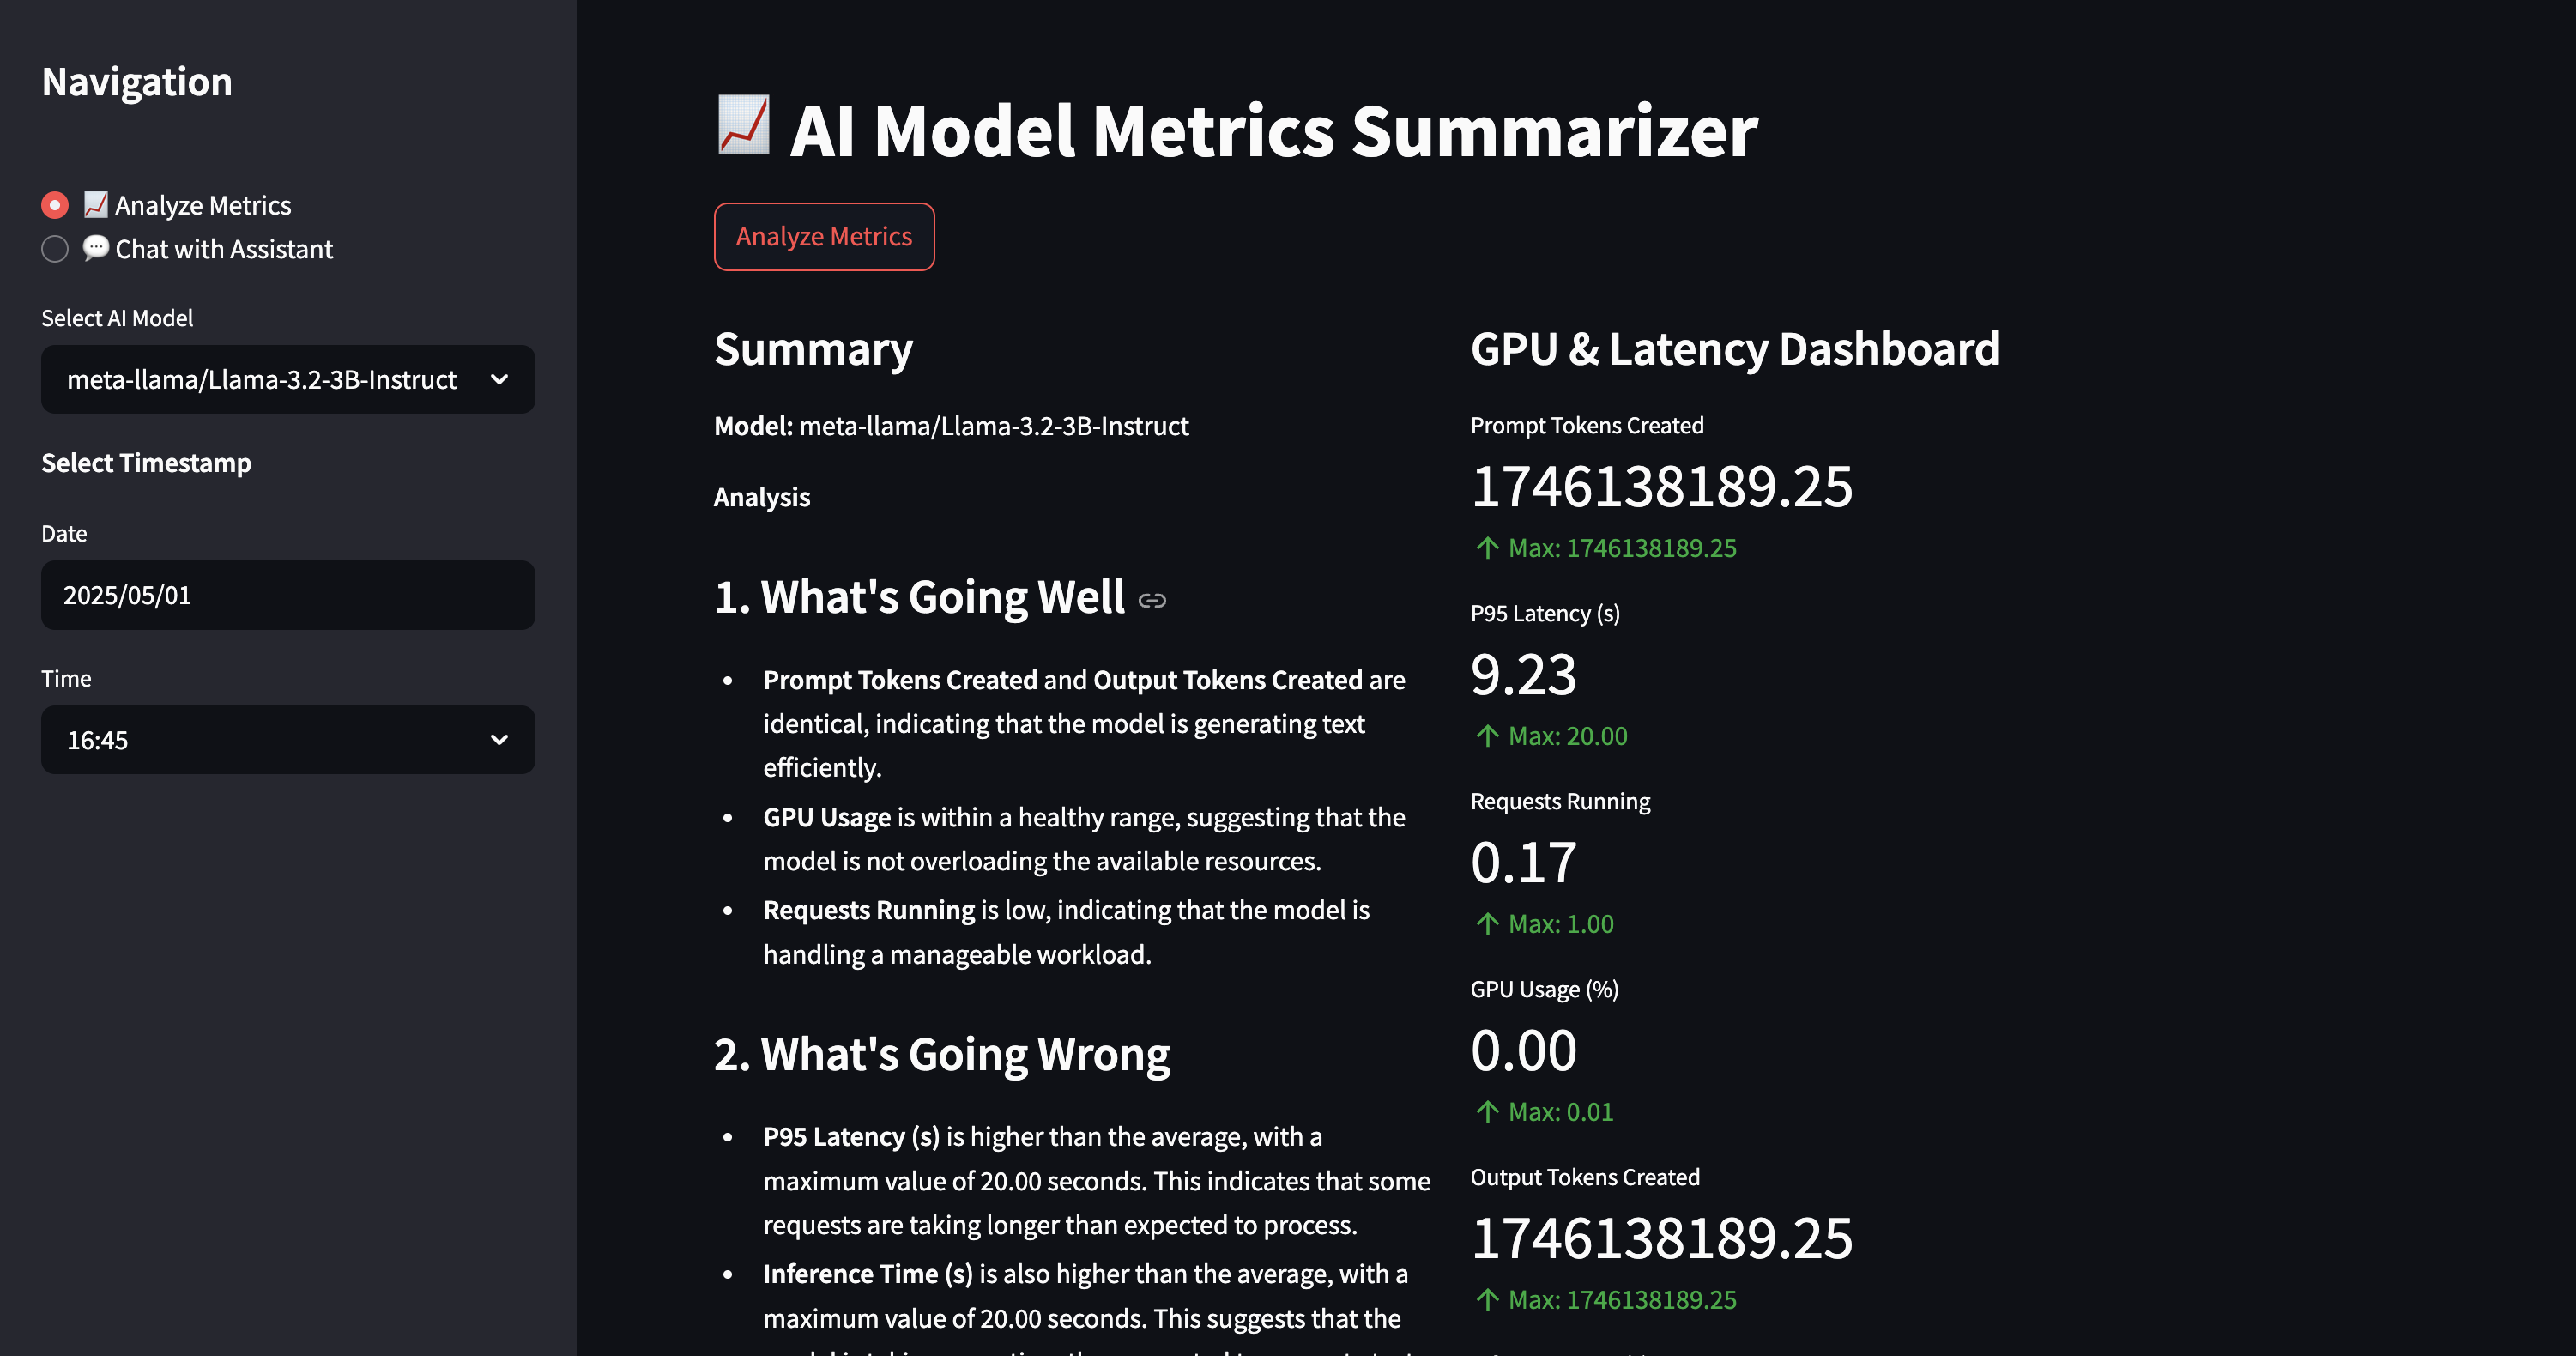 Navigation
Analyze Metrics
Chat with Assistant
Select AI Model
meta-llama/Llama-3.2-3B-Instruct
Select Timestamp
Date
2025/05/01
Time
16:45
AI Model Metrics Summarizer
Analyze Metrics
Summary
Model: meta-llama/Llama-3.2-3B-Instruct
Analysis
1. What's Going Well
• Prompt Tokens Created and Output Tokens Created are
identical, indicating that the model is generating text
efficiently.
• GPU Usage is within a healthy range, suggesting that the
model is not overloading the available resources.
• Requests Running is low, indicating that the model is
handling a manageable workload.
2. What's Going Wrong
• P95 Latency (s) is higher than the average, with a
maximum value of 20.00 seconds. This indicates that some
requests are taking longer than expected to process.
• Inference Time (s) is also higher than the average, with a
maximum value of 20.00 seconds. This suggests that the
GPU & Latency Dashboard
Prompt Tokens Created
1746138189.25
↑ Max: 1746138189.25
P95 Latency (s)
9.23
↑ Max: 20.00
Requests Running
0.17
↑ Max: 1.00
GPU Usage (%)
0.00
↑ Max: 0.01
Output Tokens Created
1746138189.25
↑ Max: 1746138189.25